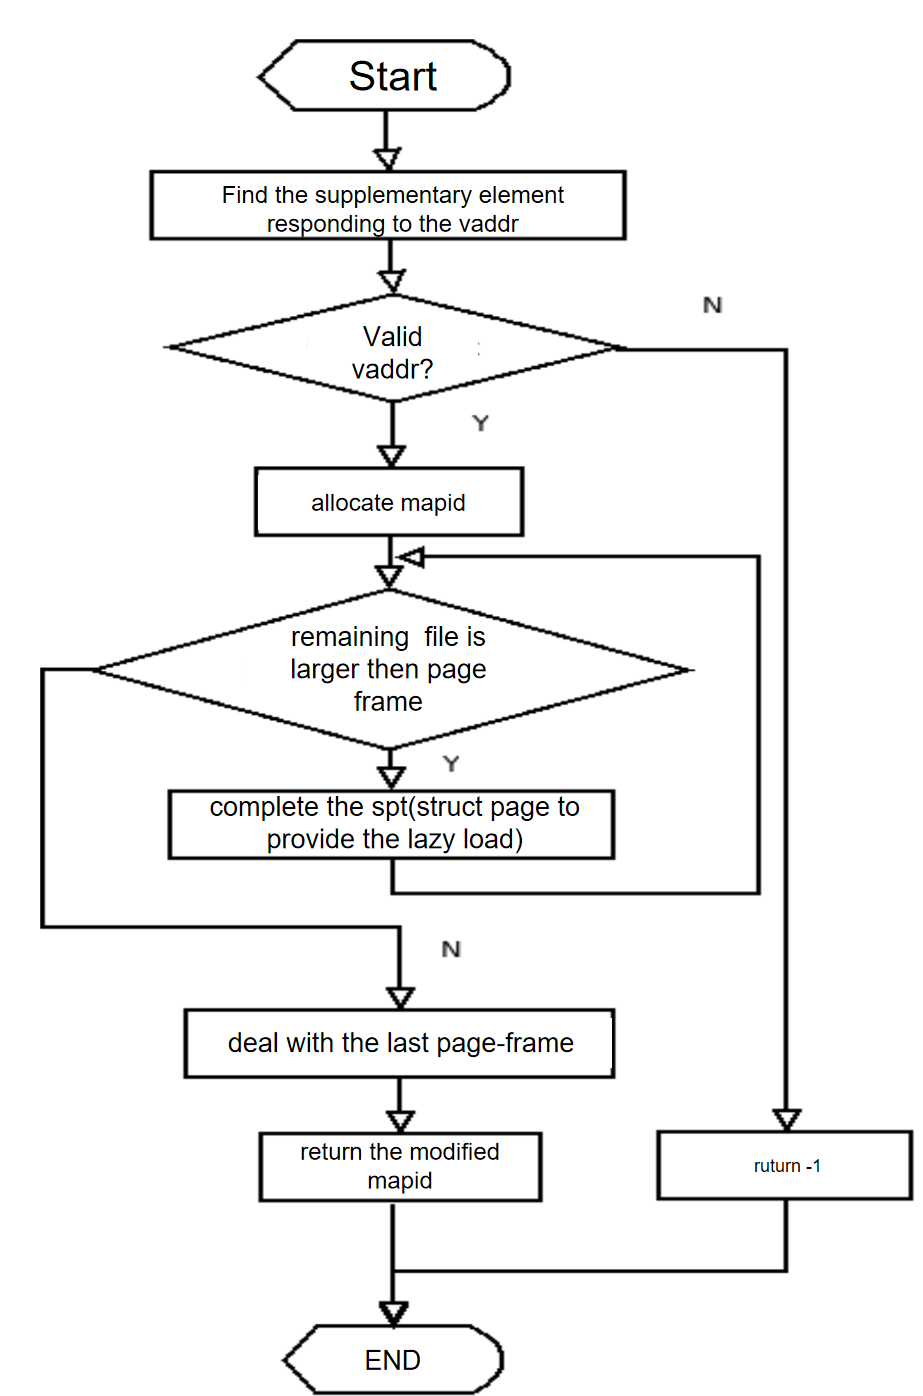 Start
Find the supplementary element
responding to the vaddr
N
Valid
vaddr?
Y
allocate mapid
remaining file is
larger then page
frame
Y
complete the spt(struct page to
provide the lazy load)
N
deal with the last page-frame
return the modified
mapid
ruturn -1
END